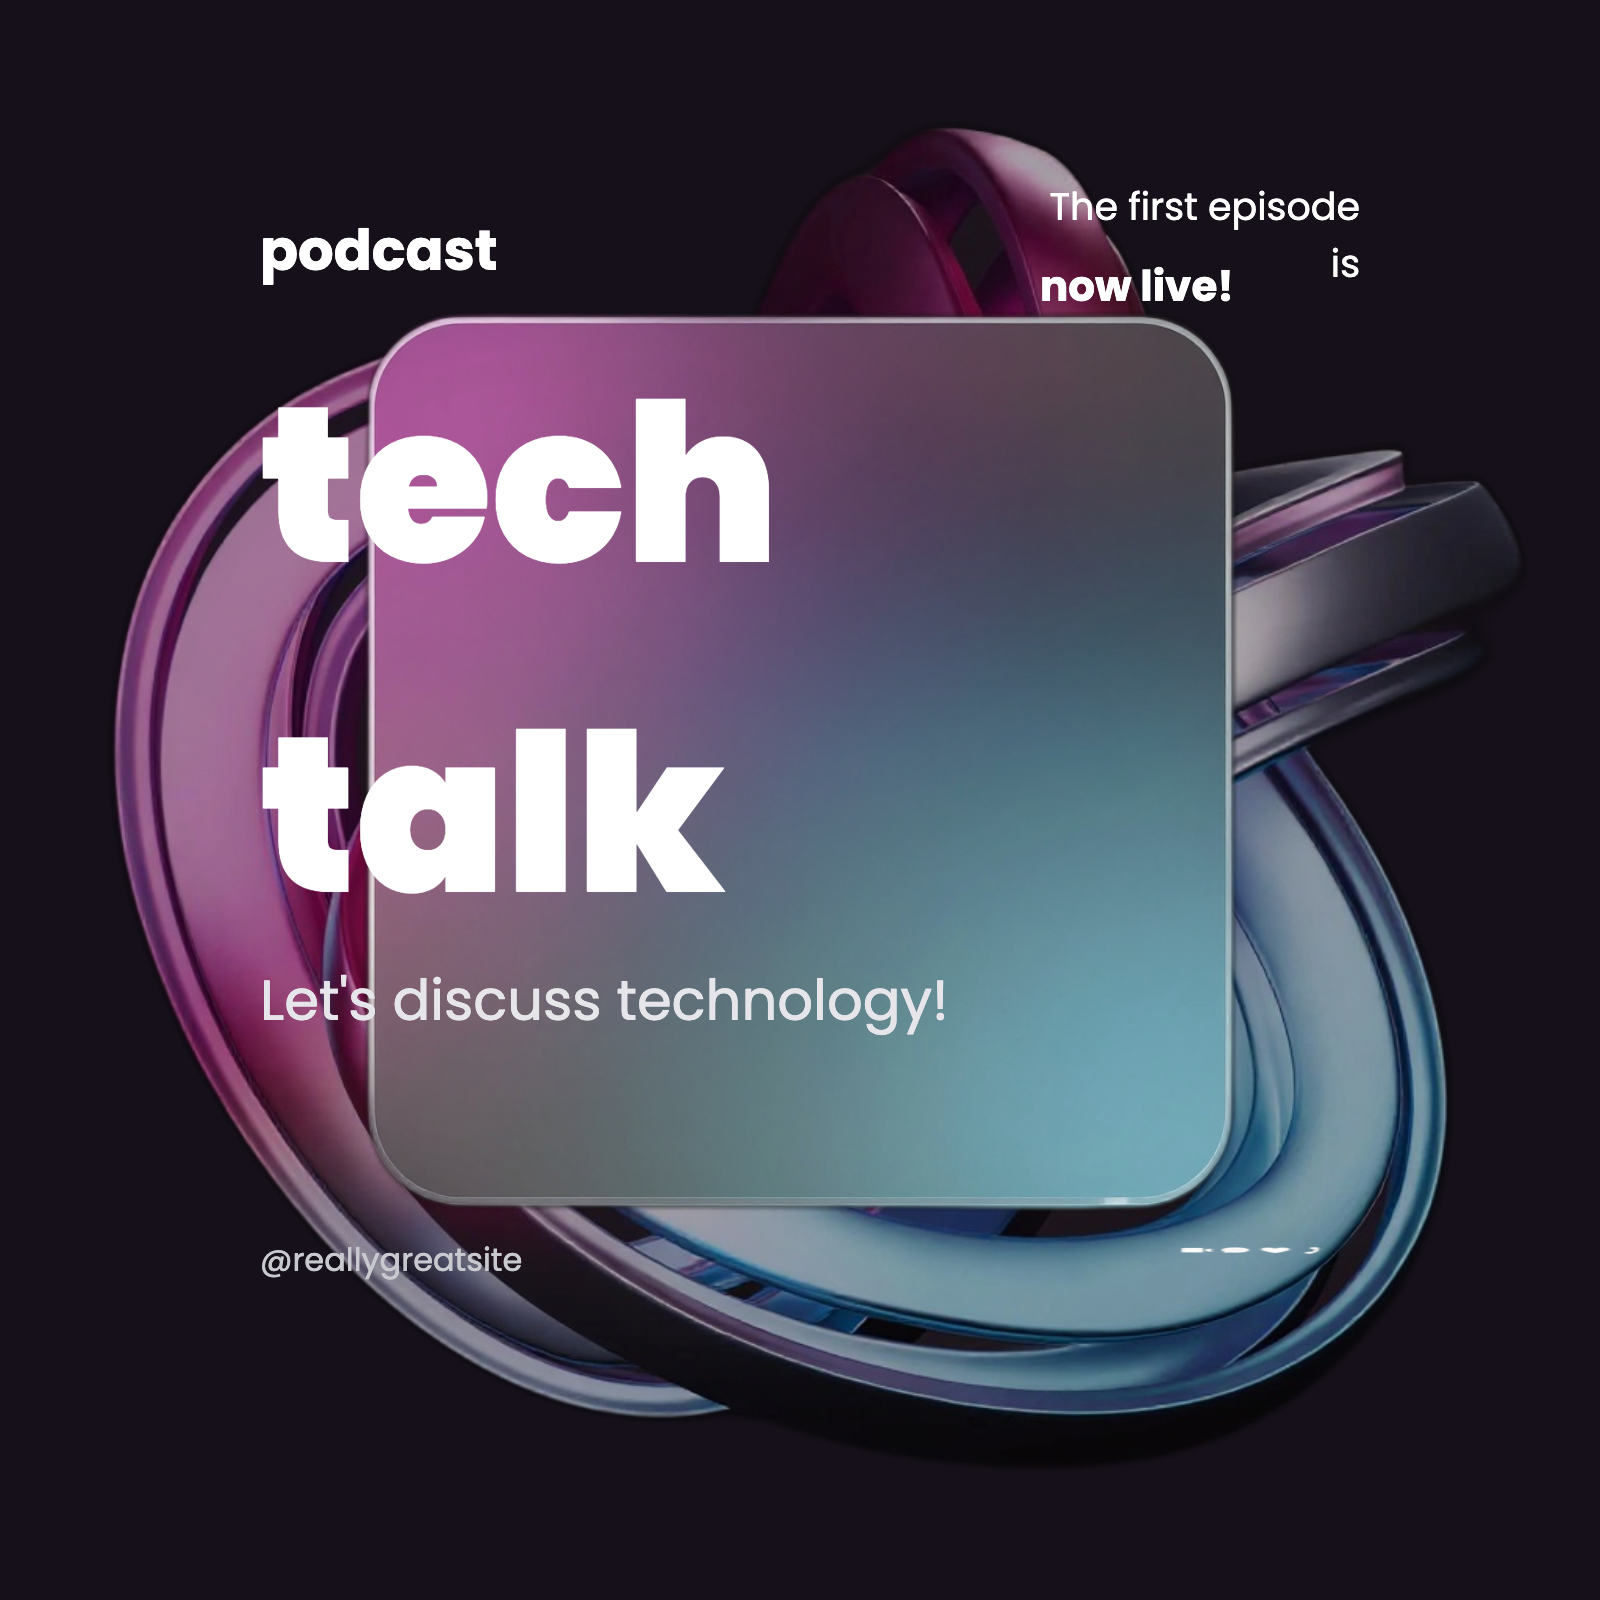 podcast
The first episode
is
now live!
tech
talk
Let's discuss technology!
@reallygreatsite